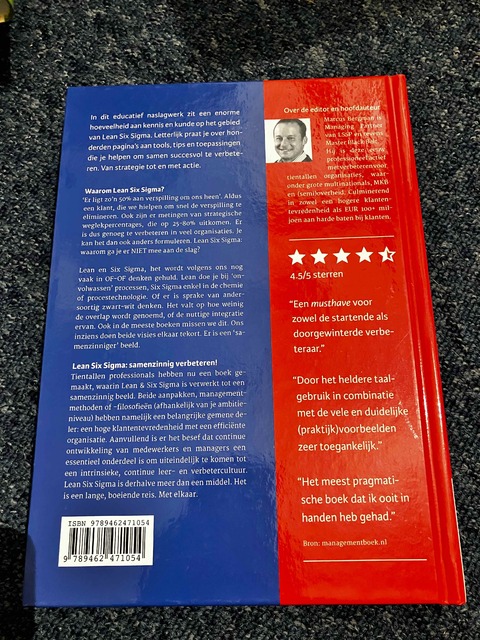 In dit educatief naslagwerk zit een enorme
hoeveelheid aan kennis en kunde op het gebied
van Lean Six Sigma. Letterlijk praat je over hon-
derden pagina's aan tools, tips en toepassingen
die je helpen om samen succesvol te verbete-
ren. Van strategie tot en met actie.
Waarom Lean Six Sigma?
'Er ligt zo'n 50% aan verspilling om ons heen'. Aldus
een klant, die we hielpen om snel de verspilling te
elimineren. Ook zijn er metingen van strategische
weglekpercentages, die op 25-80% uitkomen. Er
is dus genoeg te verbeteren in veel organisaties. Je
kan het dan ook anders formuleren. Lean Six Sigma:
waarom ga je er NIET mee aan de slag?
Lean en Six Sigma, het wordt volgens ons nog
vaak in OF-OF denken gehuld. Lean doe je bij 'on-
volwassen' processen, Six Sigma enkel in de chemie
of procestechnologie. Of er is sprake van ander-
soortig zwart-wit denken. Het valt op hoe weinig
de overlap wordt genoemd, of de nuttige integratie
ervan. Ook in de meeste boeken missen we dit. Ons
inziens doen beide visies elkaar tekort. Er is een 'sa-
menzinniger' beeld.
Lean Six Sigma: samenzinnig verbeteren!
Tientallen professionals hebben nu een boek ge-
maakt, waarin Lean & Six Sigma is verwerkt tot een
samenzinnig beeld. Beide aanpakken, management-
methoden of -filosofieën (afhankelijk van je ambitie-
niveau) hebben namelijk een belangrijke gemene de-
ler: een hoge klantentevredenheid met een efficiënte
organisatie. Aanvullend is er het besef dat continue
ontwikkeling van medewerkers en managers een
essentieel onderdeel is om uiteindelijk te komen tot
een intrinsieke, continue leer- en verbetercultuur.
Lean Six Sigma is derhalve meer dan een middel. Het
is een lange, boeiende reis. Met elkaar.
ISBN 9789462471054
9 789462 471054
Over de editor en hoofdauteur
Marcus Bergman is
Managing Partner
van LSSP en tevens
Master Black Belt.
Hij is deze eeuw
professioneel actief
met verbeteren voor
tientallen organisaties, waar-
onder grote multinationals, MKB
en (semi)overheid. Culminerend
in zowel een hogere klanten-
tevredenheid als EUR 100+ mil-
joen aan harde baten bij klanten.
4.5/5 sterren
"Een musthave voor
zowel de startende als
doorgewinterde verbe-
teraar."
"Door het heldere taal-
gebruik in combinatie
met de vele en duidelijke
(praktijk)voorbeelden
zeer toegankelijk."
"Het meest pragmati-
sche boek dat ik ooit in
handen heb gehad."
Bron: managementboek.nl